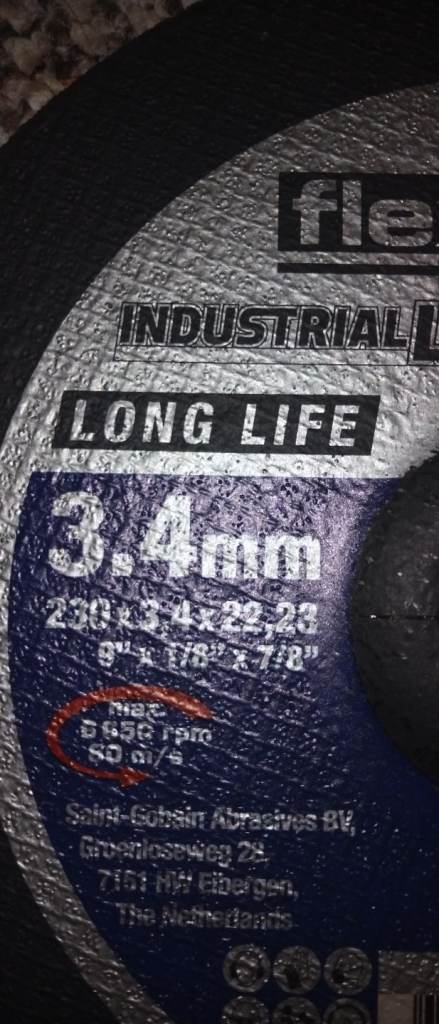 fle
INDUSTRIAL L
LONG LIFE
3.4mm
230 x 3,4 x 22,23
9" x 1/8" x 7/8"
max.
6 650 rpm
80 m/s
Saint-Gobain Abrasives BV,
Groenloseweg 28,
7151 HW Eibergen,
The Netherlands